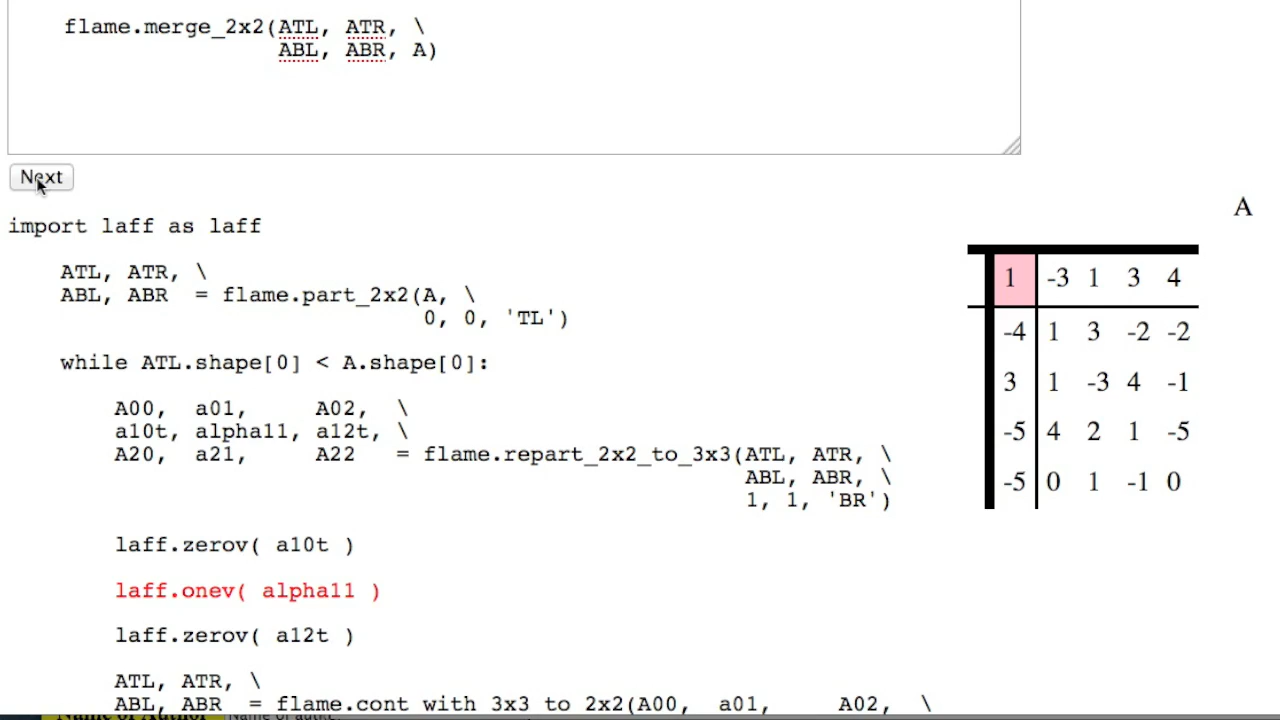 flame.merge_2x2(ATL, ATR, \
ABL, ABR, A)
Next
import laff as laff
A
ATL, ATR, \
ABL, ABR = flame.part_2x2(A, \
0, 0, 'TL')
while ATL.shape[0] < A.shape[0]:
A00, a01, A02, \
a10t, alpha11, a12t, \
A20, a21, A22 = flame.repart_2x2_to_3x3(ATL, ATR, \
ABL, ABR, \
1, 1, 'BR')
1 -3 1 3 4
-4 1 3 -2 -2
3 1 -3 4 -1
-5 4 2 1 -5
-5 0 1 -1 0
laff.zerov( a10t )
laff.onev( alpha11 )
laff.zerov( a12t )
ATL, ATR, \
ABL, ABR = flame.cont_with_3x3_to_2x2(A00, a01, A02, \
Name of Author